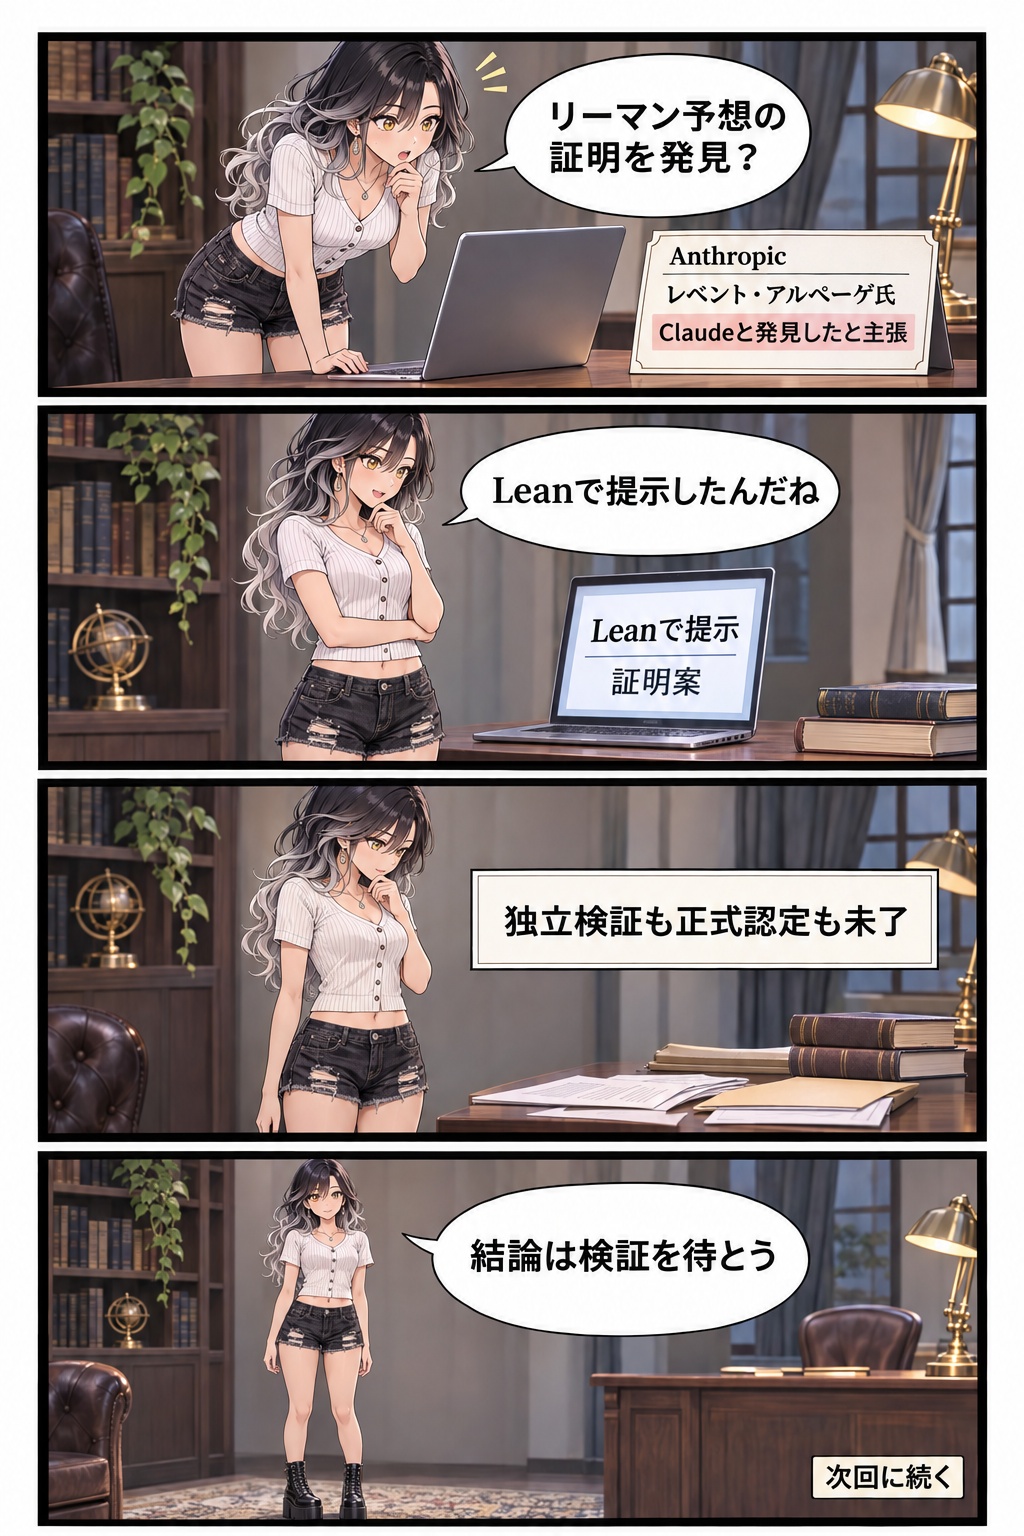 リーマン予想の
証明を発見？
Anthropic
レベント・アルペーゲ氏
Claudeと発見したと主張
Leanで提示したんだね
Leanで提示
証明案
独立検証も正式認定も未了
結論は検証を待とう
次回に続く